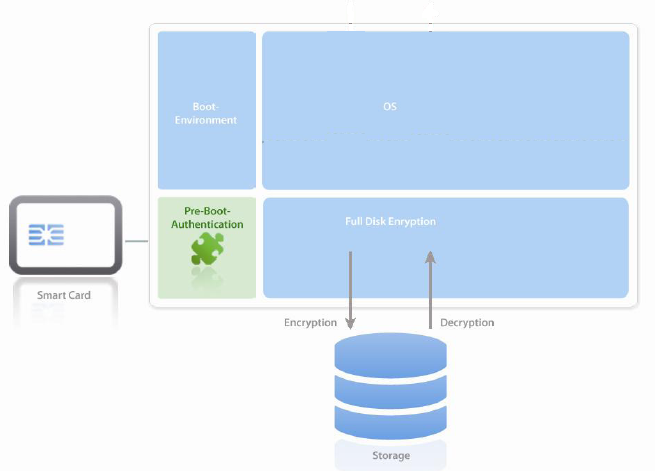 Boot-
Environment
OS
Pre-Boot-
Authentication
Full Disk Enryption
Smart Card
Encryption
Decryption
Storage